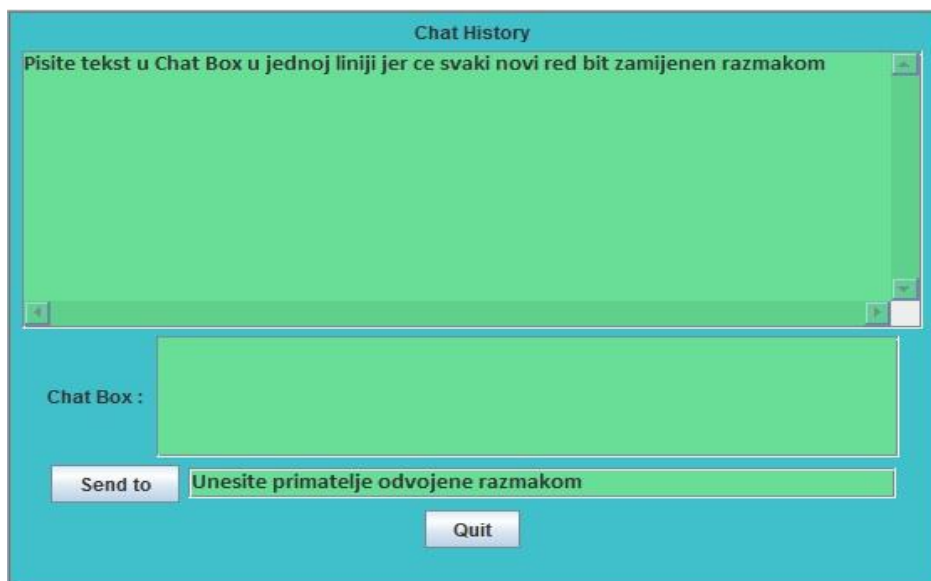 Chat History
Pisite tekst u Chat Box u jednoj liniji jer ce svaki novi red bit zamijenen razmakom
Chat Box :
Send to
Unesite primatelje odvojene razmakom
Quit